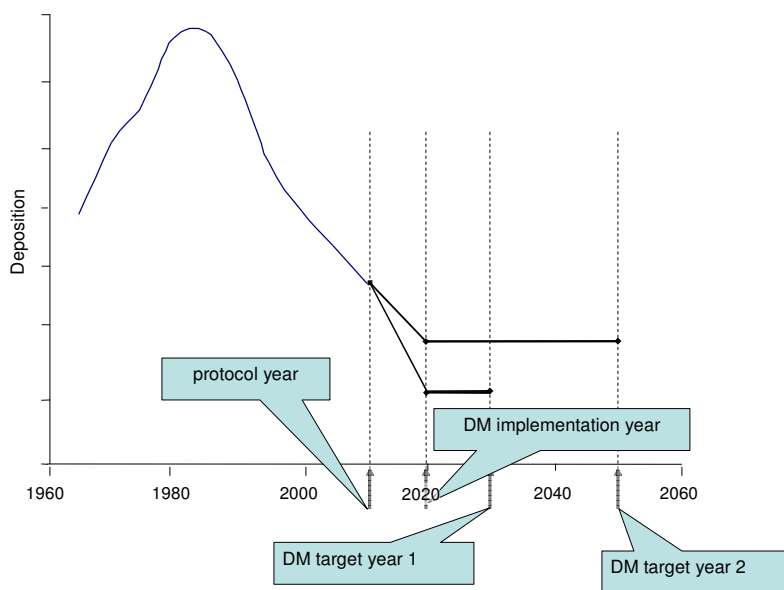 Deposition
protocol year
DM implementation year
1960 1980 2000 2020 2040 2060
DM target year 1
DM target year 2